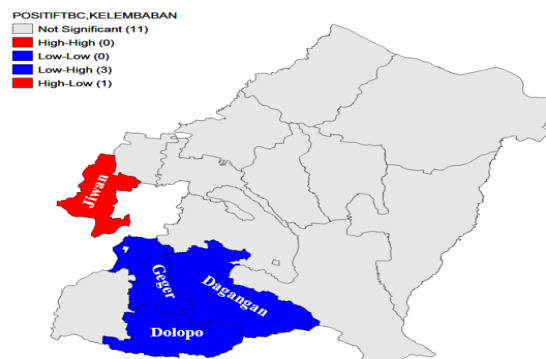 POSITIFTBC,KELEMBABAN
Not Significant (11)
High-High (0)
Low-Low (0)
Low-High (3)
High-Low (1)
Jiwan
Geger
Dagangan
Dolopo